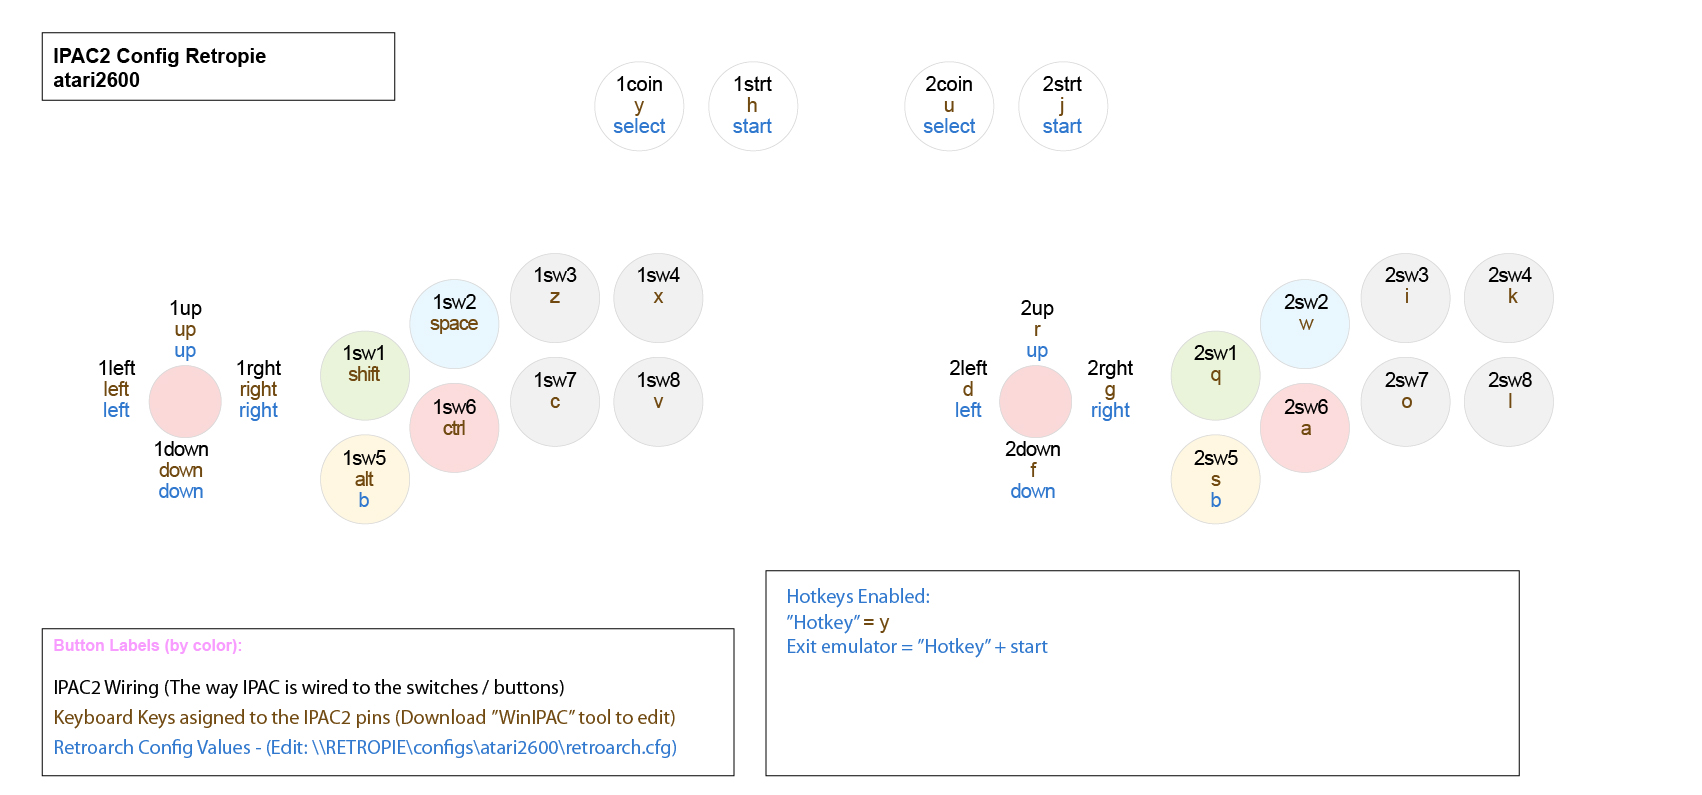 IPAC2 Config Retropie
atari2600
1coin
y
select
1strt
h
start
2coin
u
select
2strt
j
start
1up
up
up
1left
left
left
1rght
right
right
1down
down
down
1sw1
shift
1sw2
space
1sw3
z
1sw4
x
1sw5
alt
b
1sw6
ctrl
1sw7
c
1sw8
v
2up
r
up
2left
d
left
2rght
g
right
2down
f
down
2sw1
q
2sw2
w
2sw3
i
2sw4
k
2sw5
s
b
2sw6
a
2sw7
o
2sw8
l
Button Labels (by color):
IPAC2 Wiring (The way IPAC is wired to the switches / buttons)
Keyboard Keys asigned to the IPAC2 pins (Download ”WinIPAC” tool to edit)
Retroarch Config Values - (Edit: \\RETROPIE\configs\atari2600\retroarch.cfg)
Hotkeys Enabled:
”Hotkey” = y
Exit emulator = ”Hotkey” + start